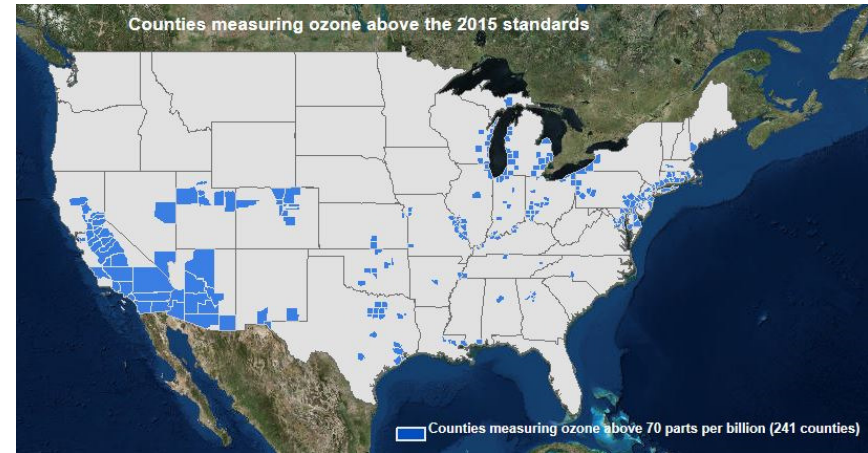 Counties measuring ozone above the 2015 standards
Counties measuring ozone above 70 parts per billion (241 counties)